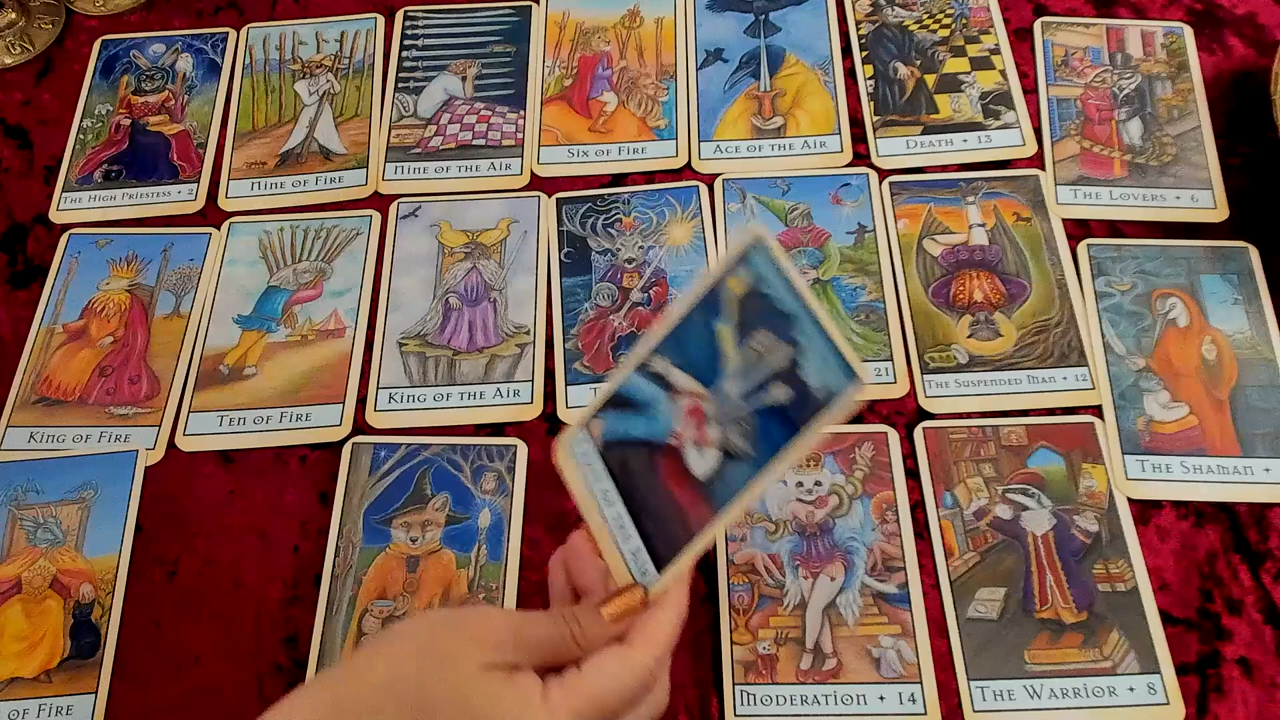 THE HIGH PRIESTESS ✦ 2
NINE OF FIRE
NINE OF THE AIR
SIX OF FIRE
ACE OF THE AIR
DEATH ✦ 13
THE LOVERS ✦ 6
KING OF FIRE
TEN OF FIRE
KING OF THE AIR
21
THE SUSPENDED MAN ✦ 12
THE SHAMAN ✦
OF FIRE
MODERATION ✦ 14
THE WARRIOR ✦ 8